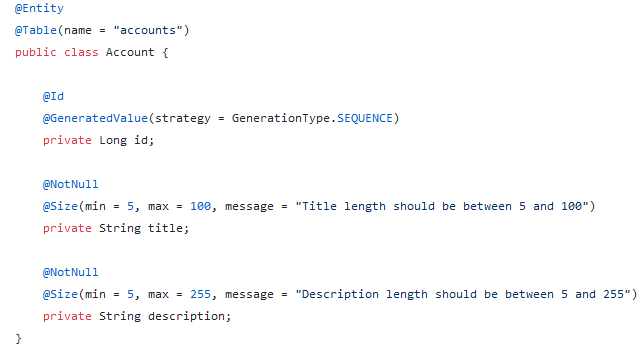 @Entity
@Table(name = "accounts")
public class Account {
@Id
@GeneratedValue(strategy = GenerationType.SEQUENCE)
private Long id;
@NotNull
@Size(min = 5, max = 100, message = "Title length should be between 5 and 100")
private String title;
@NotNull
@Size(min = 5, max = 255, message = "Description length should be between 5 and 255")
private String description;
}